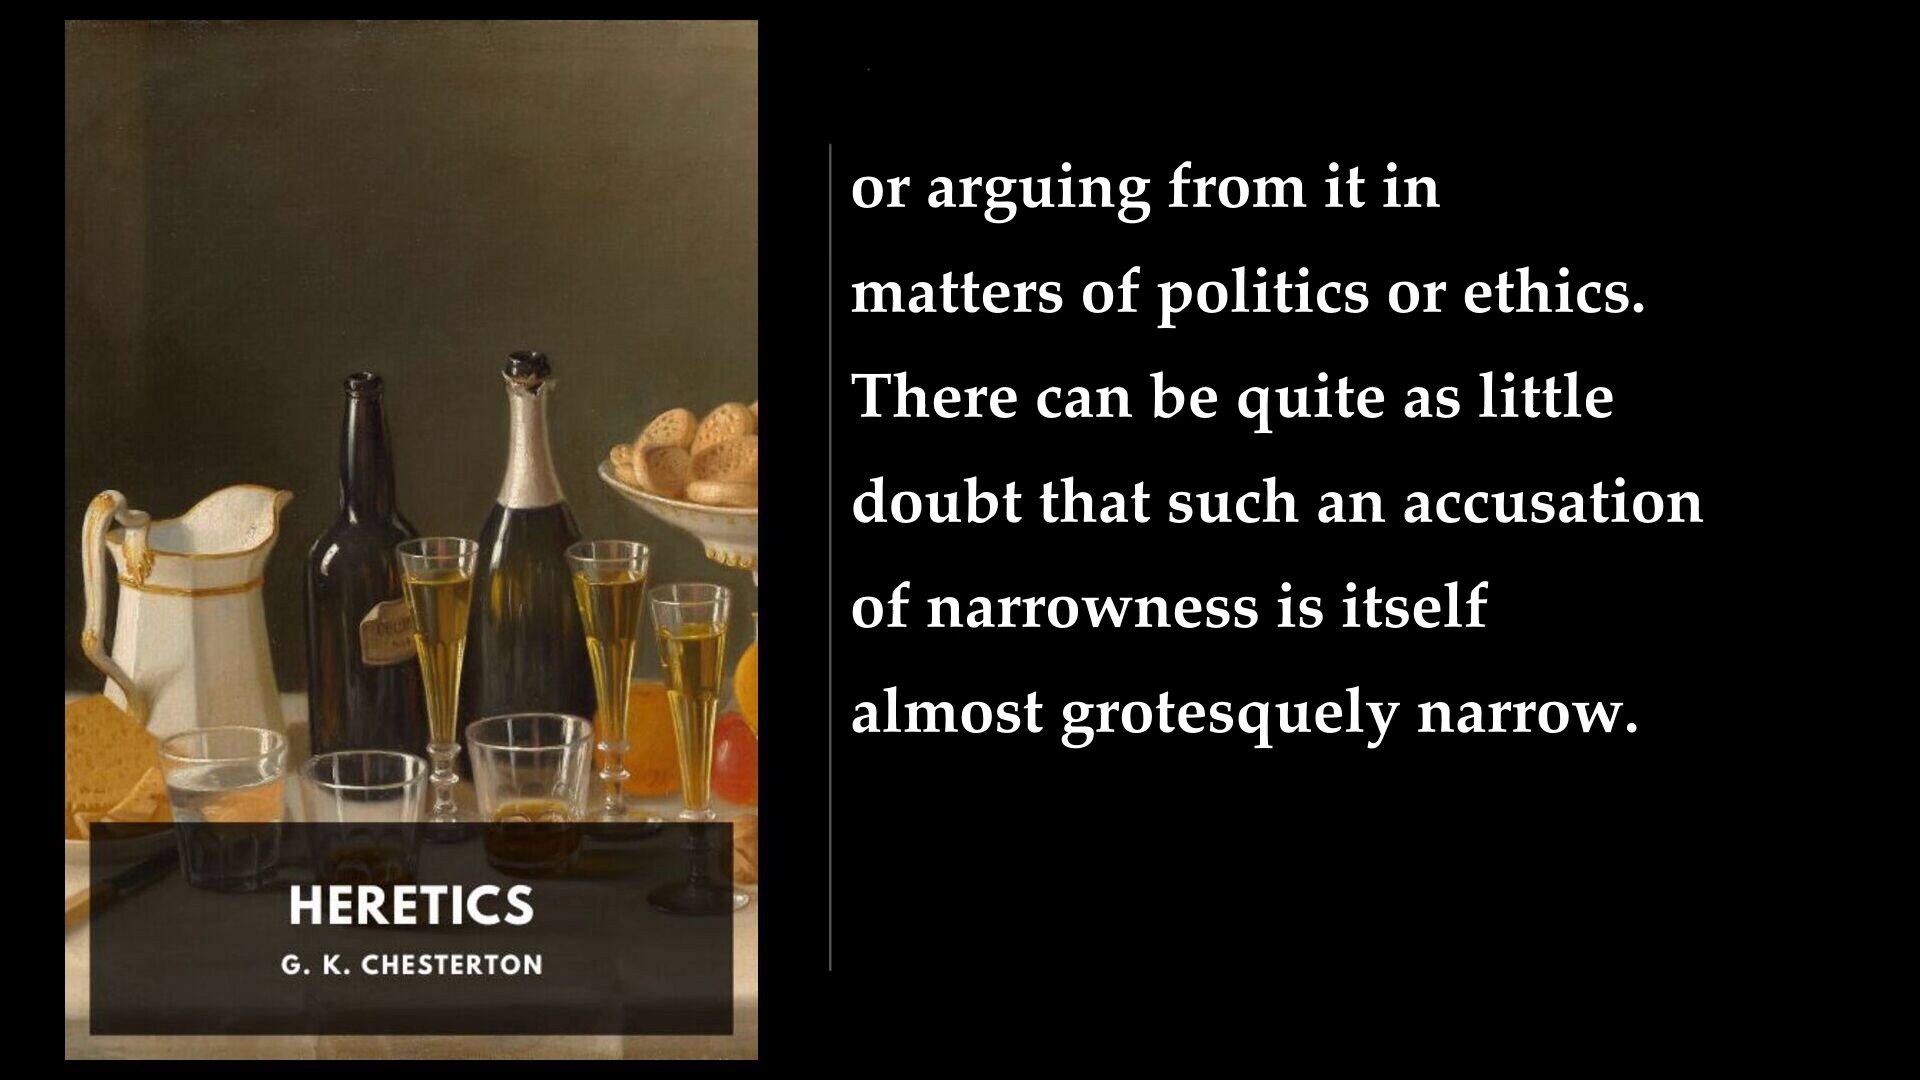 or arguing from it in
matters of politics or ethics.
There can be quite as little
doubt that such an accusation
of narrowness is itself
almost grotesquely narrow.
HERETICS
G. K. CHESTERTON